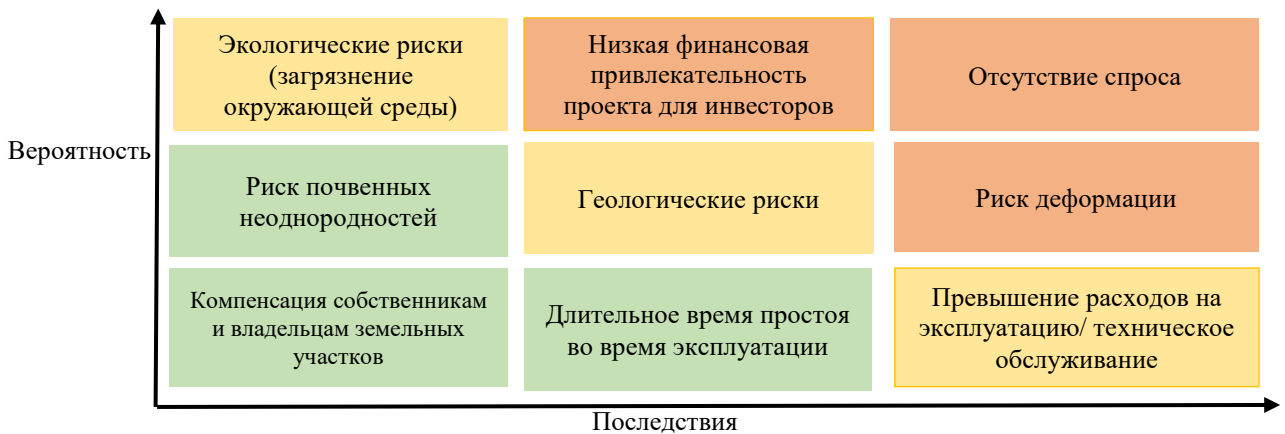 Экологические риски
(загрязнение
окружающей среды)
Низкая финансовая
привлекательность
проекта для инвесторов
Отсутствие спроса
Вероятность
Риск почвенных
неоднородностей
Геологические риски
Риск деформации
Компенсация собственникам
и владельцам земельных
участков
Длительное время простоя
во время эксплуатации
Превышение расходов на
эксплуатацию/ техническое
обслуживание
Последствия